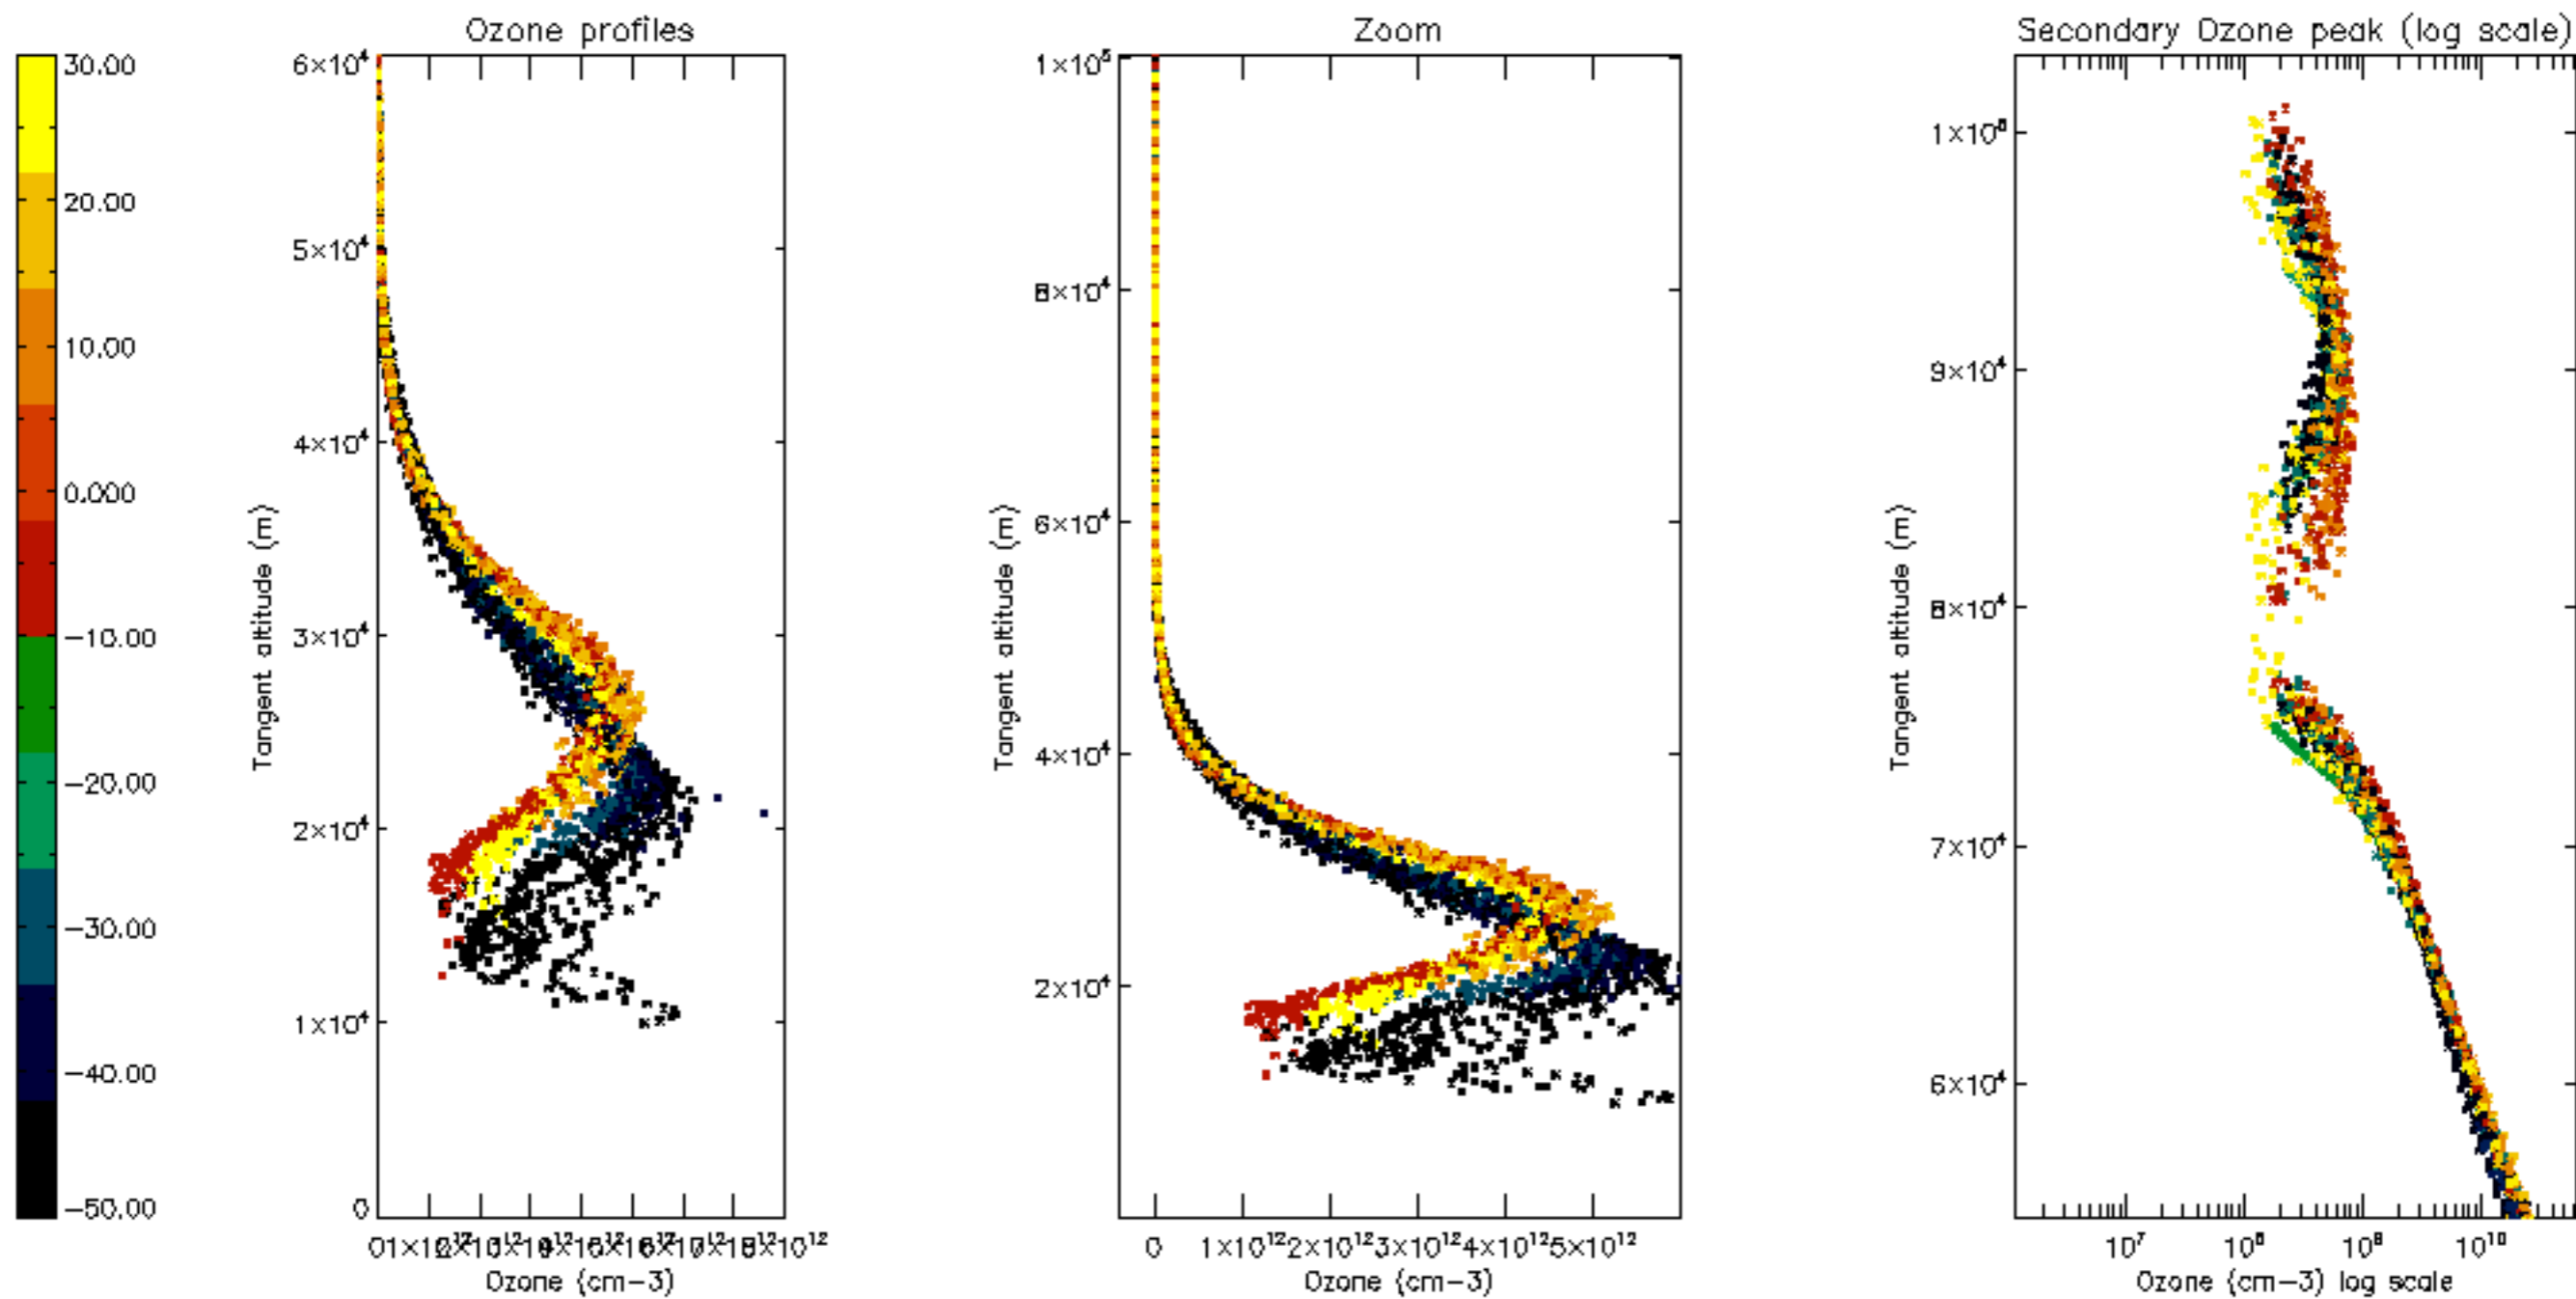 Ozone profiles
Zoom
Secondary Ozone peak (log scale)
30.00
20.00
10.00
0.000
−10.00
−20.00
−30.00
−40.00
−50.00
6×10⁴
5×10⁴
4×10⁴
3×10⁴
2×10⁴
1×10⁴
0
Tangent altitude (m)
Ozone (cm−3)
1×10⁵
8×10⁴
6×10⁴
4×10⁴
2×10⁴
Tangent altitude (m)
0 1×10¹² 2×10¹² 3×10¹² 4×10¹² 5×10¹²
Ozone (cm−3)
9×10⁴
8×10⁴
7×10⁴
6×10⁴
Tangent altitude (m)
10⁷ 10⁸ 10⁹ 10¹⁰
Ozone (cm−3) log scale